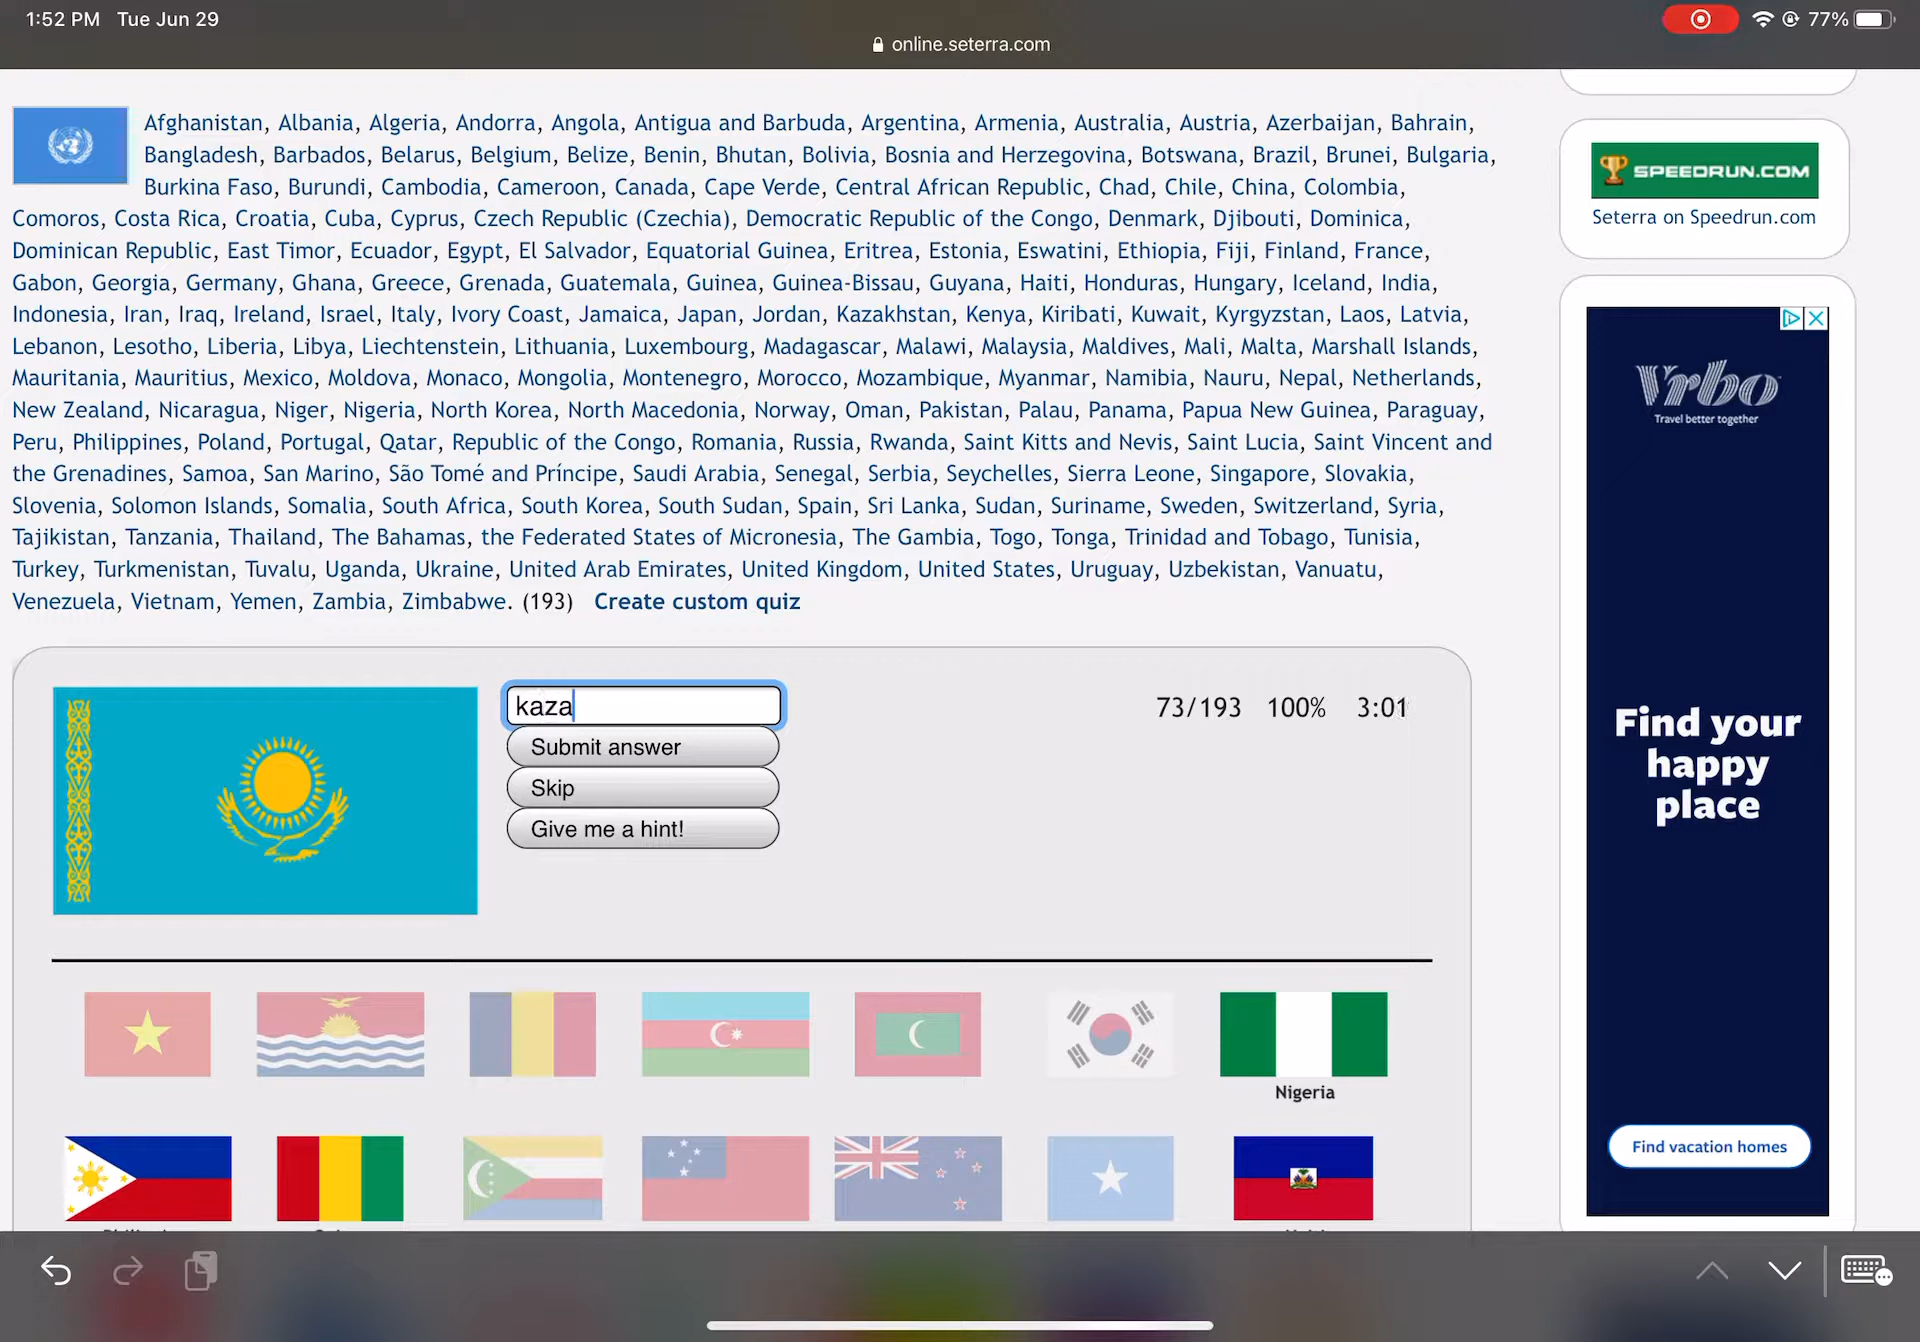 1:52 PM Tue Jun 29
77%
online.seterra.com
Afghanistan, Albania, Algeria, Andorra, Angola, Antigua and Barbuda, Argentina, Armenia, Australia, Austria, Azerbaijan, Bahrain,
Bangladesh, Barbados, Belarus, Belgium, Belize, Benin, Bhutan, Bolivia, Bosnia and Herzegovina, Botswana, Brazil, Brunei, Bulgaria,
Burkina Faso, Burundi, Cambodia, Cameroon, Canada, Cape Verde, Central African Republic, Chad, Chile, China, Colombia,
Comoros, Costa Rica, Croatia, Cuba, Cyprus, Czech Republic (Czechia), Democratic Republic of the Congo, Denmark, Djibouti, Dominica,
Dominican Republic, East Timor, Ecuador, Egypt, El Salvador, Equatorial Guinea, Eritrea, Estonia, Eswatini, Ethiopia, Fiji, Finland, France,
Gabon, Georgia, Germany, Ghana, Greece, Grenada, Guatemala, Guinea, Guinea-Bissau, Guyana, Haiti, Honduras, Hungary, Iceland, India,
Indonesia, Iran, Iraq, Ireland, Israel, Italy, Ivory Coast, Jamaica, Japan, Jordan, Kazakhstan, Kenya, Kiribati, Kuwait, Kyrgyzstan, Laos, Latvia,
Lebanon, Lesotho, Liberia, Libya, Liechtenstein, Lithuania, Luxembourg, Madagascar, Malawi, Malaysia, Maldives, Mali, Malta, Marshall Islands,
Mauritania, Mauritius, Mexico, Moldova, Monaco, Mongolia, Montenegro, Morocco, Mozambique, Myanmar, Namibia, Nauru, Nepal, Netherlands,
New Zealand, Nicaragua, Niger, Nigeria, North Korea, North Macedonia, Norway, Oman, Pakistan, Palau, Panama, Papua New Guinea, Paraguay,
Peru, Philippines, Poland, Portugal, Qatar, Republic of the Congo, Romania, Russia, Rwanda, Saint Kitts and Nevis, Saint Lucia, Saint Vincent and
the Grenadines, Samoa, San Marino, São Tomé and Príncipe, Saudi Arabia, Senegal, Serbia, Seychelles, Sierra Leone, Singapore, Slovakia,
Slovenia, Solomon Islands, Somalia, South Africa, South Korea, South Sudan, Spain, Sri Lanka, Sudan, Suriname, Sweden, Switzerland, Syria,
Tajikistan, Tanzania, Thailand, The Bahamas, the Federated States of Micronesia, The Gambia, Togo, Tonga, Trinidad and Tobago, Tunisia,
Turkey, Turkmenistan, Tuvalu, Uganda, Ukraine, United Arab Emirates, United Kingdom, United States, Uruguay, Uzbekistan, Vanuatu,
Venezuela, Vietnam, Yemen, Zambia, Zimbabwe. (193) Create custom quiz
kaza
73/193 100% 3:01
Submit answer
Skip
Give me a hint!
Nigeria
SPEEDRUN.COM
Seterra on Speedrun.com
Vrbo
Travel better together
Find your
happy
place
Find vacation homes